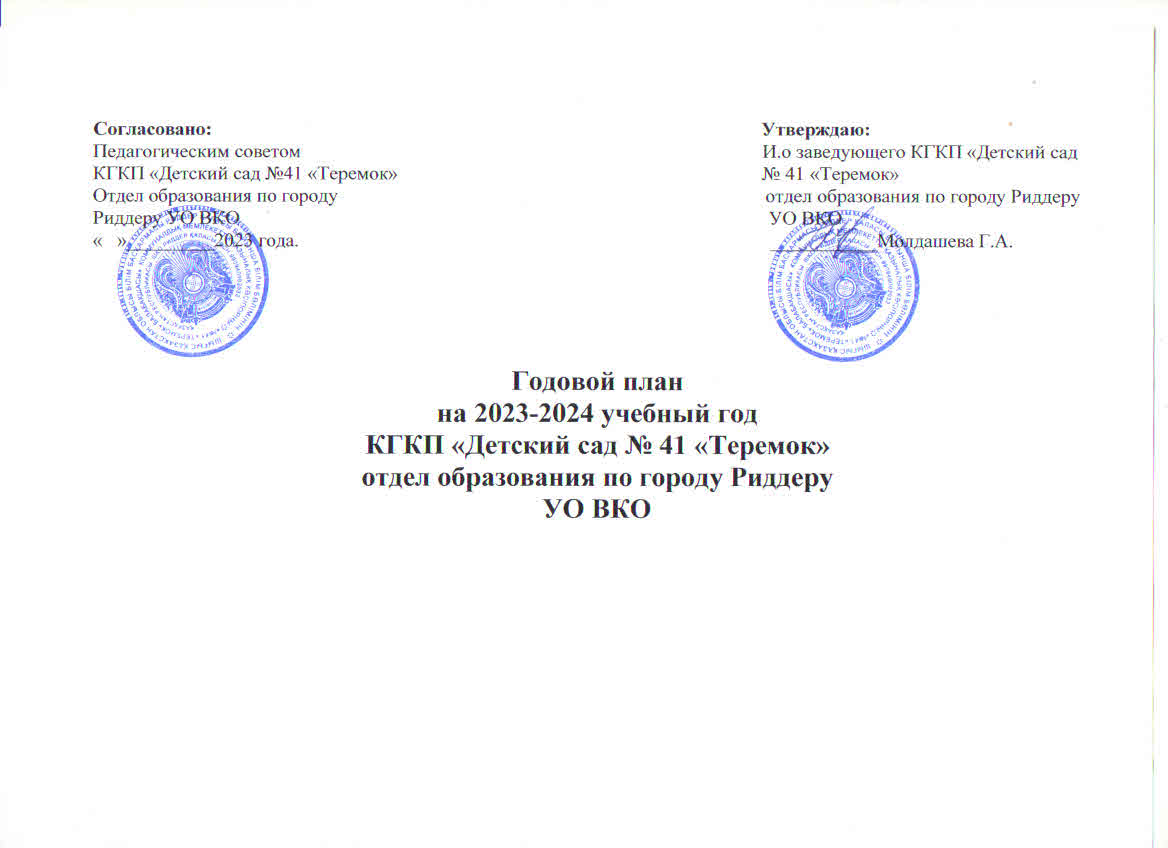 Согласовано:
Педагогическим советом
КГКП «Детский сад №41 «Теремок»
Отдел образования по городу
Риддеру УО ВКО
«   »_________2023 года.
Утверждаю:
И.о заведующего КГКП «Детский сад
№ 41 «Теремок»
отдел образования по городу Риддеру
УО ВКО
___________Молдашева Г.А.
Годовой план
на 2023-2024 учебный год
КГКП «Детский сад № 41 «Теремок»
отдел образования по городу Риддеру
УО ВКО